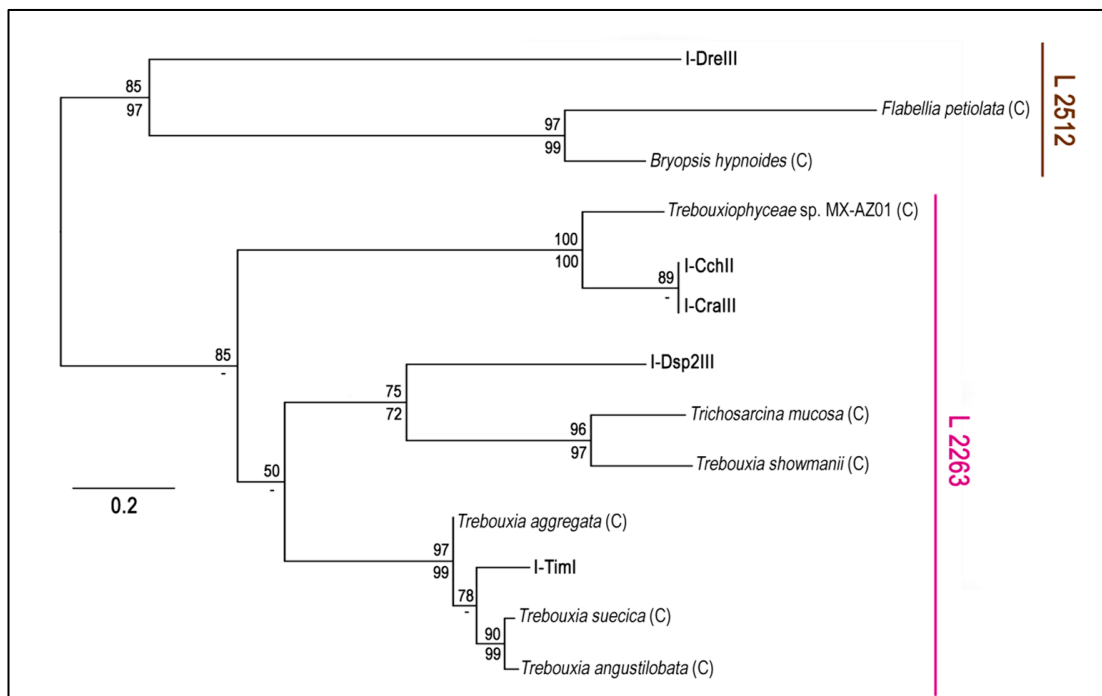 I-DreIII
85
97
Flabellia petiolata (C)
97
99
Bryopsis hypnoides (C)
L 2512
Trebouxiophyceae sp. MX-AZ01 (C)
100
100
I-CchII
89
-
I-CraIII
85
-
I-Dsp2III
75
72
Trichosarcina mucosa (C)
96
97
Trebouxia showmanii (C)
L 2263
50
-
0.2
Trebouxia aggregata (C)
97
99
I-TimI
78
-
Trebouxia suecica (C)
90
99
Trebouxia angustilobata (C)